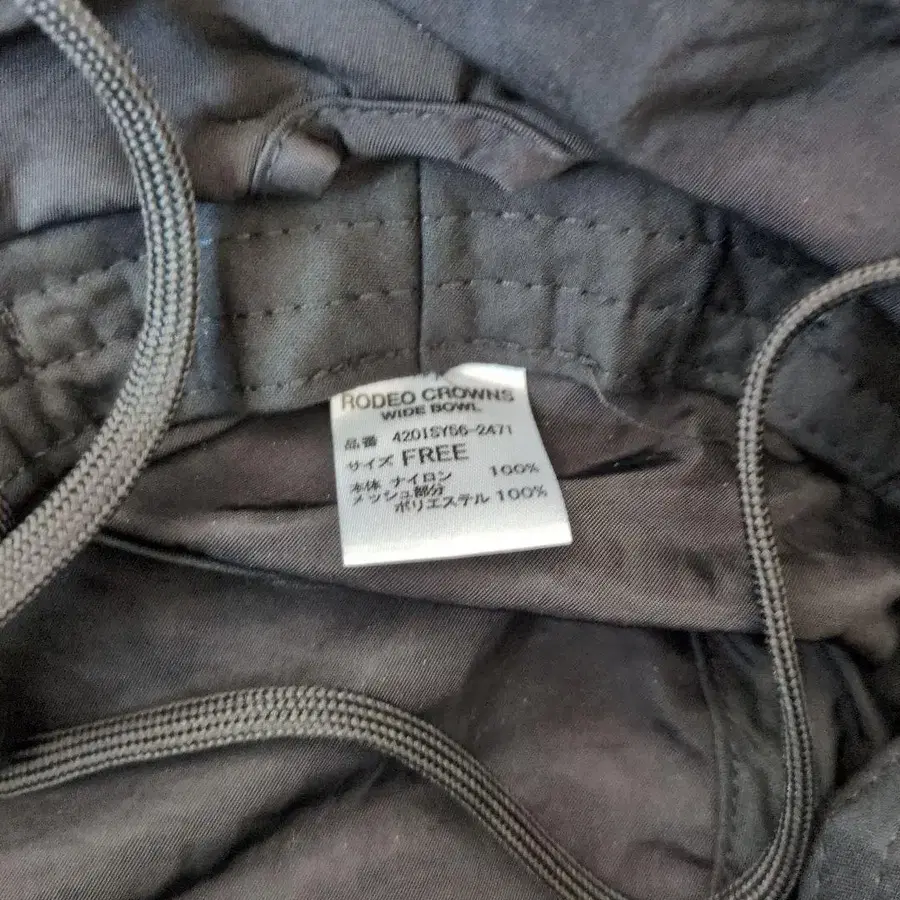 RODEO CROWNS
WIDE BOWL
品番 420ISY56-2471
サイズ FREE
本体 ナイロン 100%
メッシュ部分
ポリエステル 100%